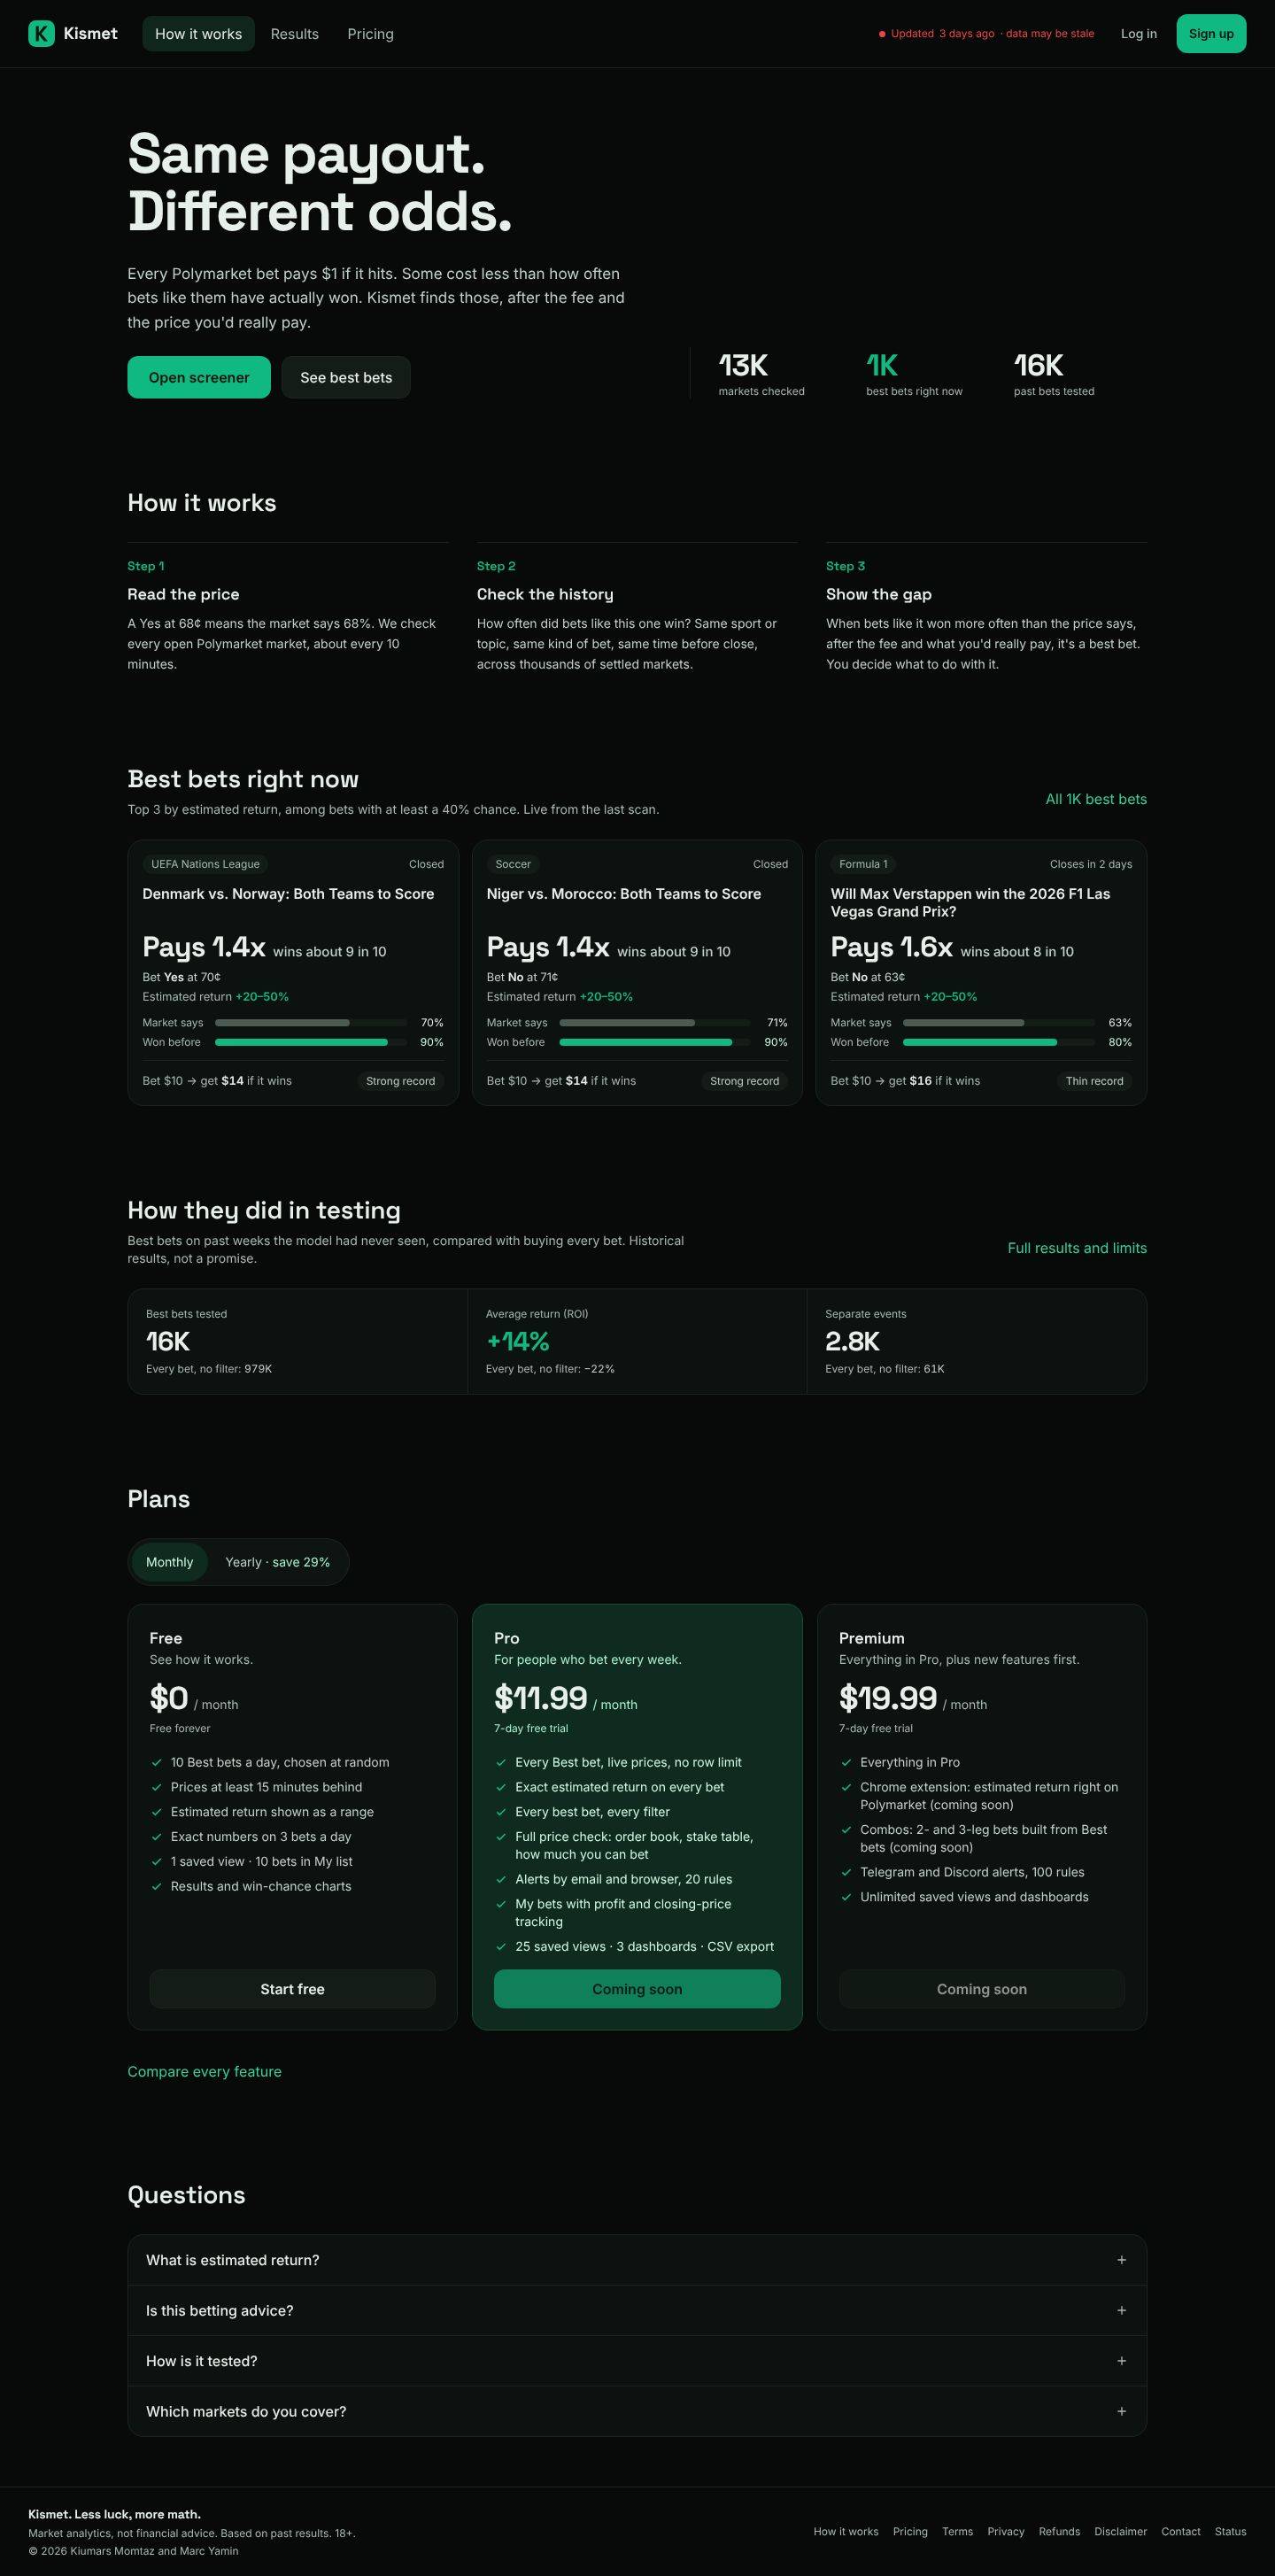 K Kismet How it works Results Pricing Updated 3 days ago · data may be stale Log in Sign up
Same payout.
Different odds.
Every Polymarket bet pays $1 if it hits. Some cost less than how often
bets like them have actually won. Kismet finds those, after the fee and
the price you'd really pay.
Open screener See best bets
13K
markets checked
1K
best bets right now
16K
past bets tested
How it works
Step 1
Read the price
A Yes at 68¢ means the market says 68%. We check
every open Polymarket market, about every 10
minutes.
Step 2
Check the history
How often did bets like this one win? Same sport or
topic, same kind of bet, same time before close,
across thousands of settled markets.
Step 3
Show the gap
When bets like it won more often than the price says,
after the fee and what you'd really pay, it's a best bet.
You decide what to do with it.
Best bets right now
Top 3 by estimated return, among bets with at least a 40% chance. Live from the last scan.
All 1K best bets
UEFA Nations League Closed
Denmark vs. Norway: Both Teams to Score
Pays 1.4x wins about 9 in 10
Bet Yes at 70¢
Estimated return +20–50%
Market says 70%
Won before 90%
Bet $10 → get $14 if it wins Strong record
Soccer Closed
Niger vs. Morocco: Both Teams to Score
Pays 1.4x wins about 9 in 10
Bet No at 71¢
Estimated return +20–50%
Market says 71%
Won before 90%
Bet $10 → get $14 if it wins Strong record
Formula 1 Closes in 2 days
Will Max Verstappen win the 2026 F1 Las
Vegas Grand Prix?
Pays 1.6x wins about 8 in 10
Bet No at 63¢
Estimated return +20–50%
Market says 63%
Won before 80%
Bet $10 → get $16 if it wins Thin record
How they did in testing
Best bets on past weeks the model had never seen, compared with buying every bet. Historical
results, not a promise.
Full results and limits
Best bets tested
16K
Every bet, no filter: 979K
Average return (ROI)
+14%
Every bet, no filter: −22%
Separate events
2.8K
Every bet, no filter: 61K
Plans
Monthly Yearly · save 29%
Free
See how it works.
$0 / month
Free forever
10 Best bets a day, chosen at random
Prices at least 15 minutes behind
Estimated return shown as a range
Exact numbers on 3 bets a day
1 saved view · 10 bets in My list
Results and win-chance charts
Start free
Pro
For people who bet every week.
$11.99 / month
7-day free trial
Every Best bet, live prices, no row limit
Exact estimated return on every bet
Every best bet, every filter
Full price check: order book, stake table,
how much you can bet
Alerts by email and browser, 20 rules
My bets with profit and closing-price
tracking
25 saved views · 3 dashboards · CSV export
Coming soon
Premium
Everything in Pro, plus new features first.
$19.99 / month
7-day free trial
Everything in Pro
Chrome extension: estimated return right on
Polymarket (coming soon)
Combos: 2- and 3-leg bets built from Best
bets (coming soon)
Telegram and Discord alerts, 100 rules
Unlimited saved views and dashboards
Coming soon
Compare every feature
Questions
What is estimated return? +
Is this betting advice? +
How is it tested? +
Which markets do you cover? +
Kismet. Less luck, more math.
Market analytics, not financial advice. Based on past results. 18+.
© 2026 Kiumars Momtaz and Marc Yamin
How it works Pricing Terms Privacy Refunds Disclaimer Contact Status